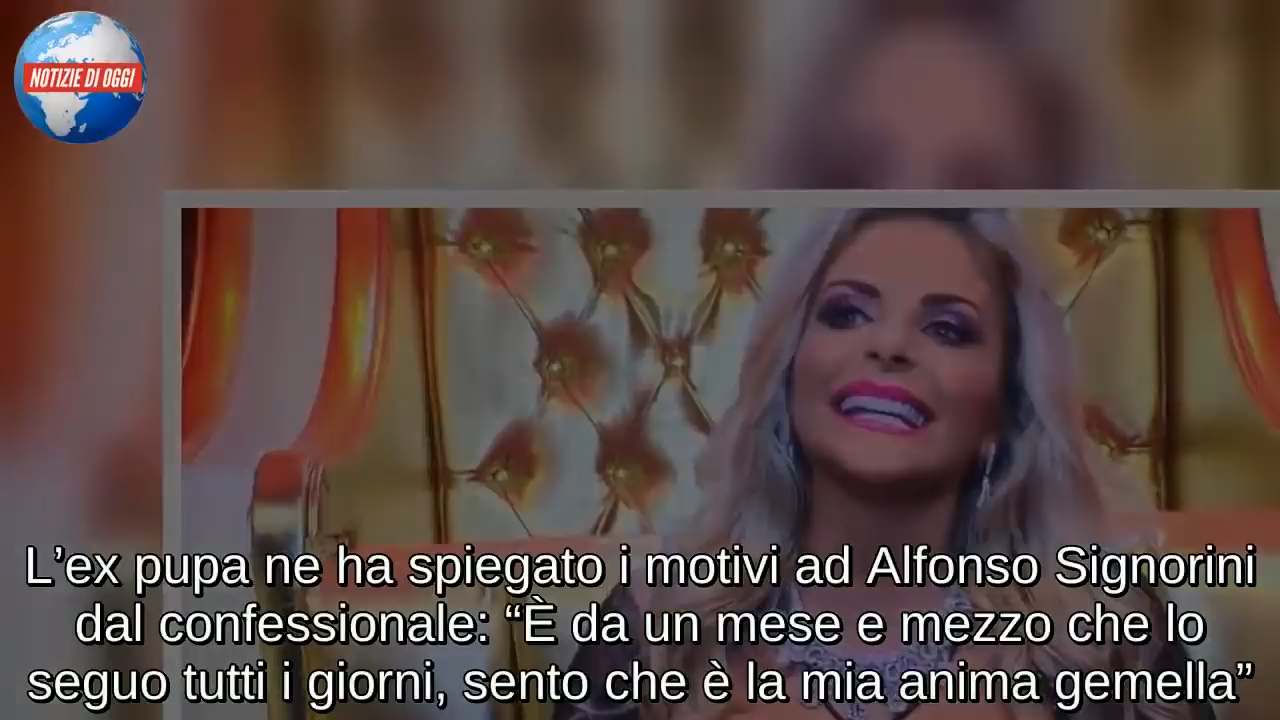 NOTIZIE DI OGGI
L’ex pupa ne ha spiegato i motivi ad Alfonso Signorini
dal confessionale: “È da un mese e mezzo che lo
seguo tutti i giorni, sento che è la mia anima gemella”